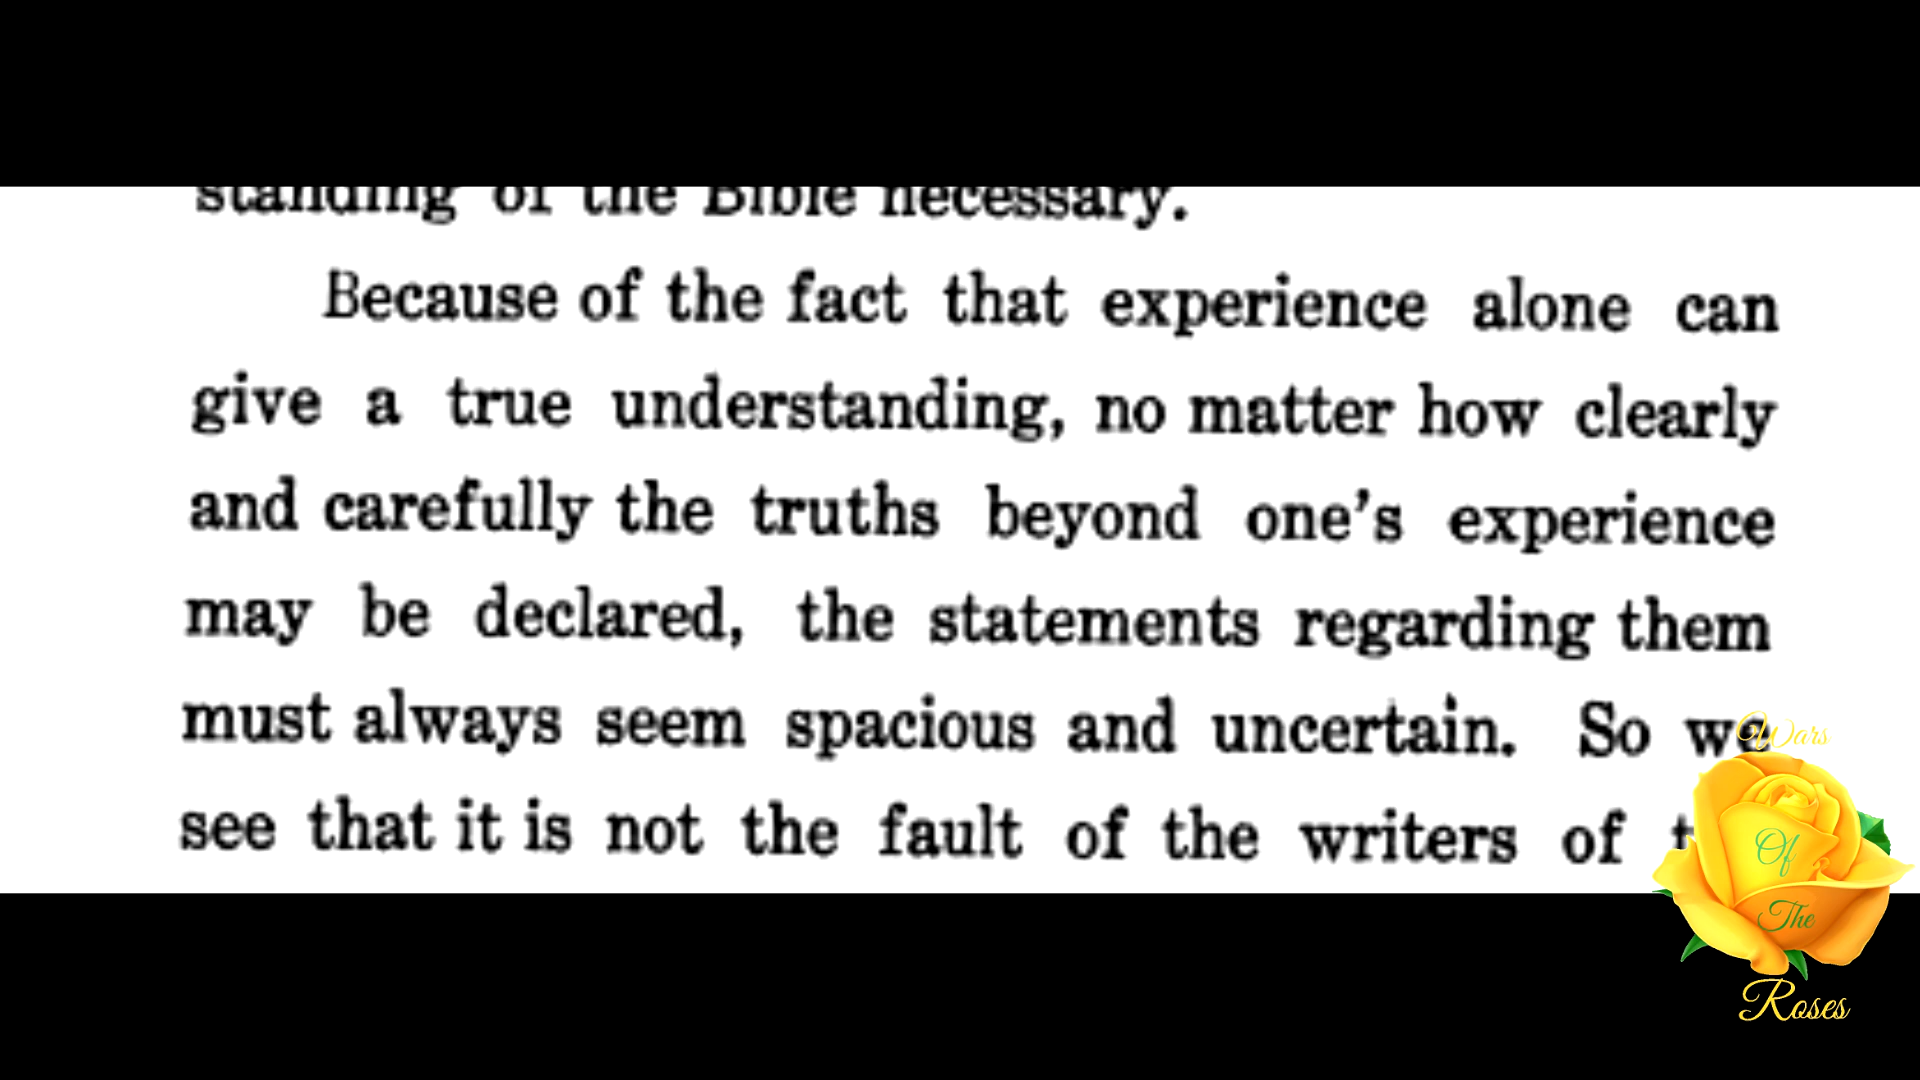 standing of the Bible necessary.
Because of the fact that experience alone can
give a true understanding, no matter how clearly
and carefully the truths beyond one's experience
may be declared, the statements regarding them
must always seem spacious and uncertain. So we
see that it is not the fault of the writers of
Wars
Of
The
Roses